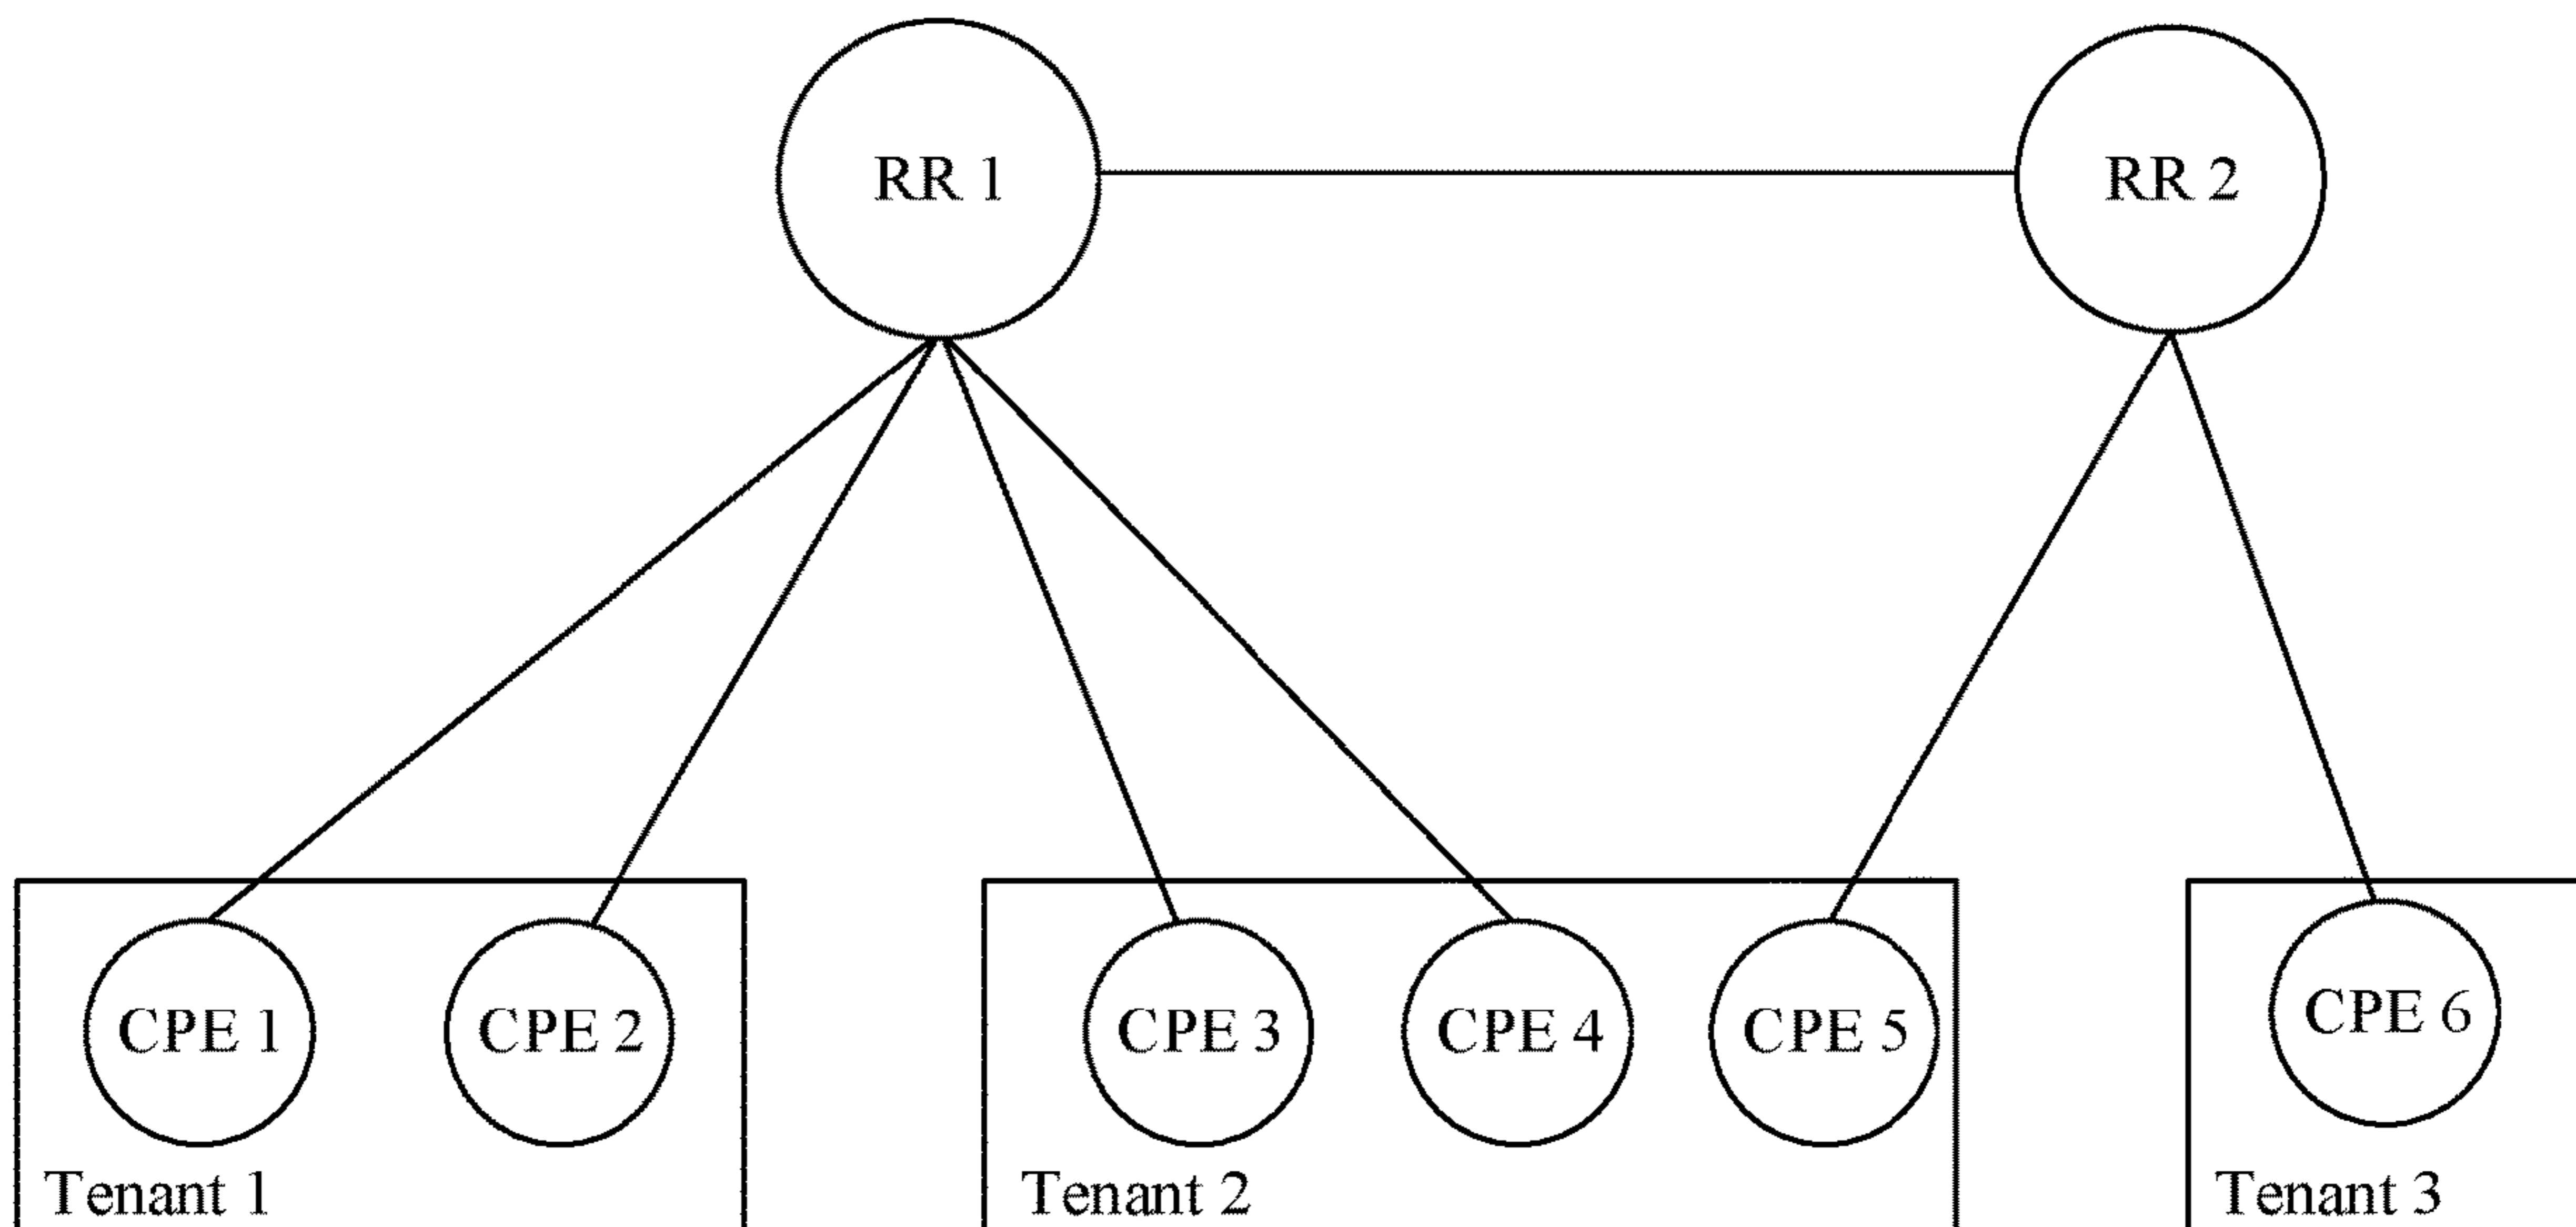 RR 1
RR 2
CPE 1
CPE 2
CPE 3
CPE 4
CPE 5
CPE 6
Tenant 1
Tenant 2
Tenant 3